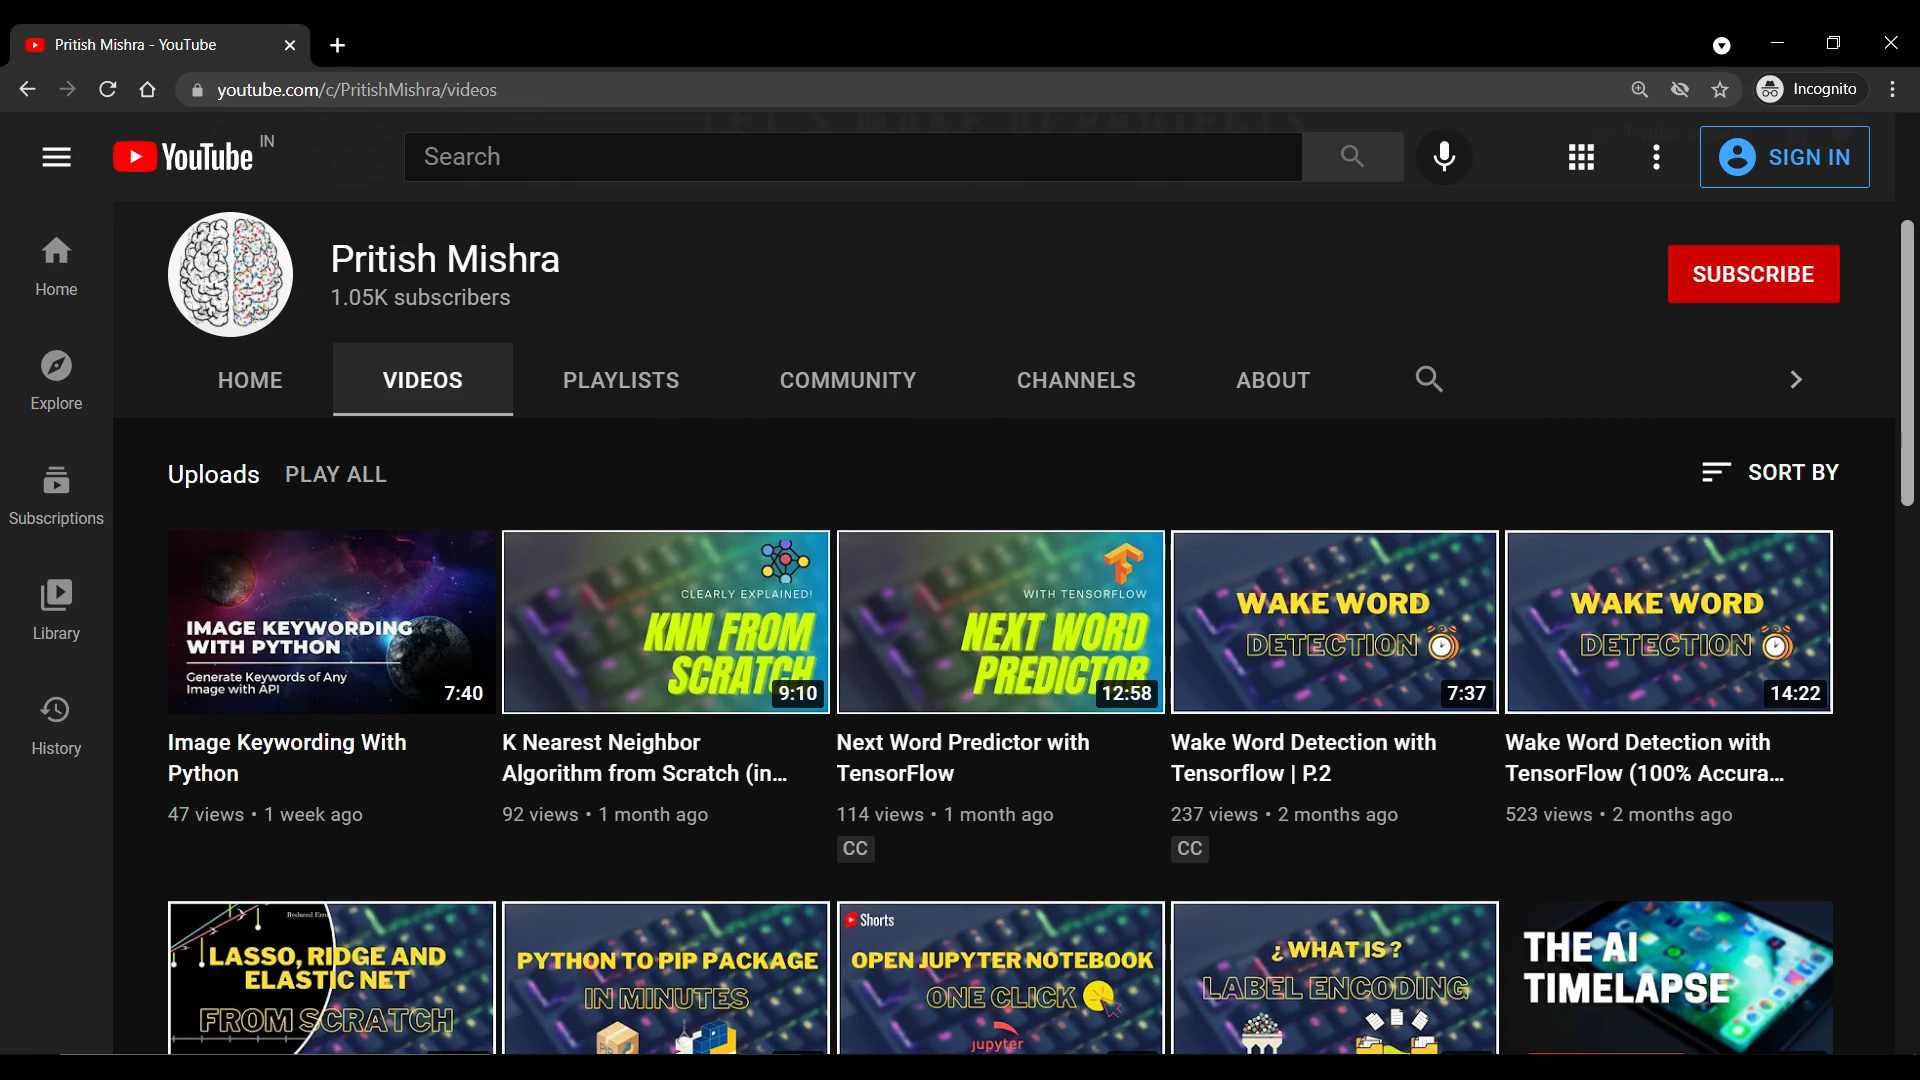 Pritish Mishra - YouTube
youtube.com/c/PritishMishra/videos
Incognito
YouTube IN
Search
SIGN IN
Home
Explore
Subscriptions
Library
History
Pritish Mishra
1.05K subscribers
SUBSCRIBE
HOME VIDEOS PLAYLISTS COMMUNITY CHANNELS ABOUT
Uploads PLAY ALL
SORT BY
IMAGE KEYWORDING
WITH PYTHON
Generate Keywords of Any
Image with API
7:40
Image Keywording With
Python
47 views • 1 week ago
CLEARLY EXPLAINED!
KNN FROM
SCRATCH
9:10
K Nearest Neighbor
Algorithm from Scratch (in...
92 views • 1 month ago
WITH TENSORFLOW
NEXT WORD
PREDICTOR
12:58
Next Word Predictor with
TensorFlow
114 views • 1 month ago
CC
WAKE WORD
DETECTION
7:37
Wake Word Detection with
Tensorflow | P.2
237 views • 2 months ago
CC
WAKE WORD
DETECTION
14:22
Wake Word Detection with
TensorFlow (100% Accura...
523 views • 2 months ago
LASSO, RIDGE AND
ELASTIC NET
FROM SCRATCH
PYTHON TO PIP PACKAGE
IN MINUTES
Shorts
OPEN JUPYTER NOTEBOOK
ONE CLICK
jupyter
¿ WHAT IS ?
LABEL ENCODING
THE AI
TIMELAPSE